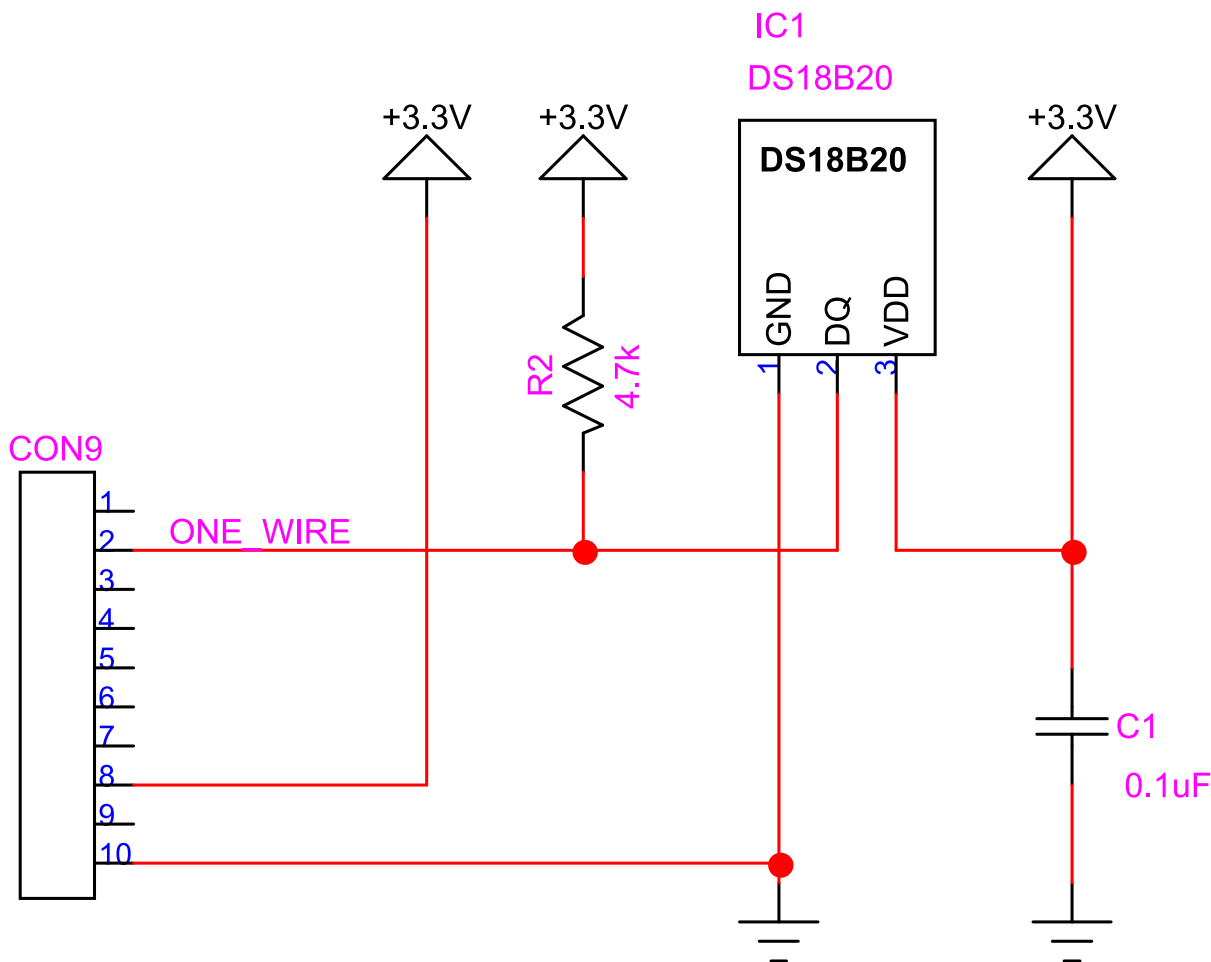 IC1
DS18B20
+3.3V
+3.3V
+3.3V
DS18B20
GND
DQ
VDD
1
2
3
R2
4.7k
CON9
1
2
ONE_WIRE
3
4
5
6
7
8
9
10
C1
0.1uF